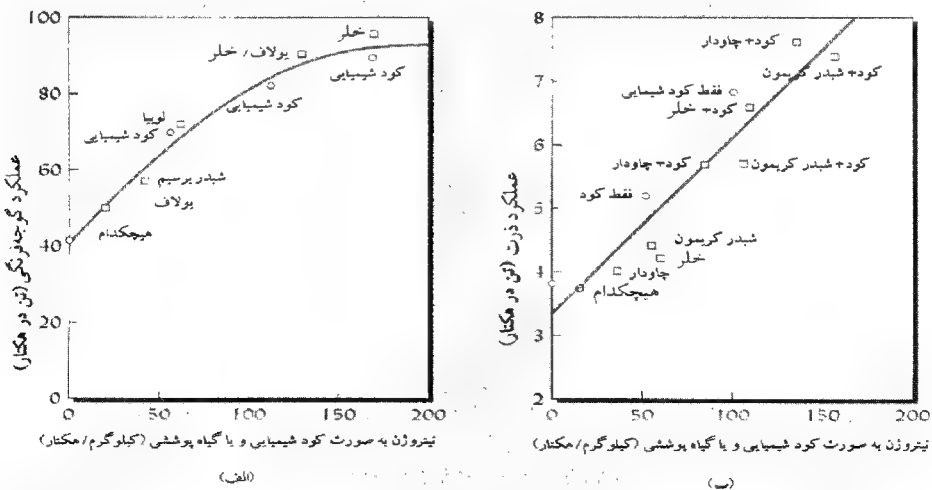 100
80
60
40
20
0
0
50
100
150
200
عملکرد گوجه‌فرنگی (تن در هکتار)
خلر
یولاف/ خلر
کود شیمیایی
کود شیمیایی
لوبیا
کود شیمیایی
شبدر برسیم
یولاف
هیچکدام
نیتروژن به صورت کود شیمیایی و یا گیاه پوششی (کیلوگرم/هکتار)
(الف)
8
7
6
5
4
3
2
0
50
100
150
200
عملکرد ذرت (تن در هکتار)
کود+ چاودار
کود+ شبدر کریمون
فقط کود شیمیایی
کود+ خلر
کود+ چاودار
کود+ شبدر کریمون
فقط کود
شبدر کریمون
خلر
چاودار
هیچکدام
نیتروژن به صورت کود شیمیایی و یا گیاه پوششی (کیلوگرم/هکتار)
(ب)